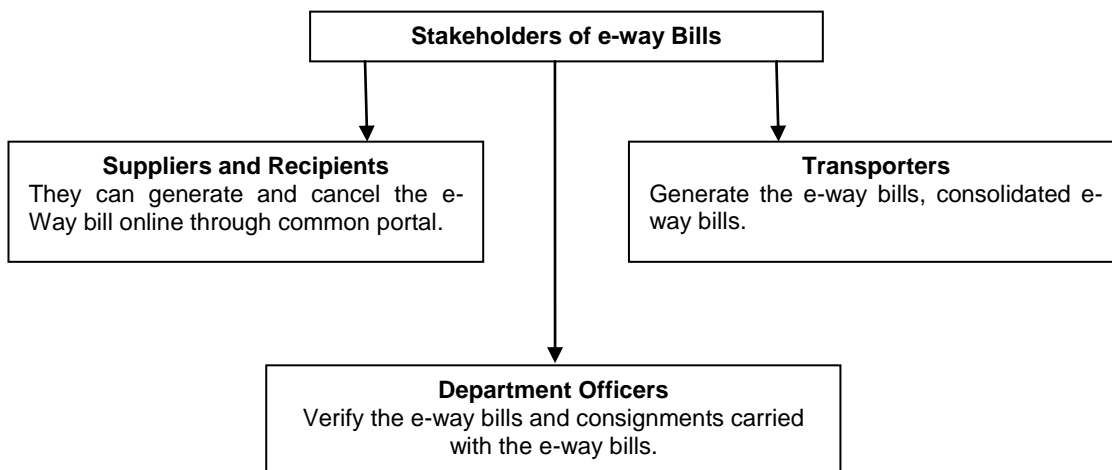 Stakeholders of e-way Bills
Suppliers and Recipients
They can generate and cancel the e-
Way bill online through common portal.
Transporters
Generate the e-way bills, consolidated e-
way bills.
Department Officers
Verify the e-way bills and consignments carried
with the e-way bills.